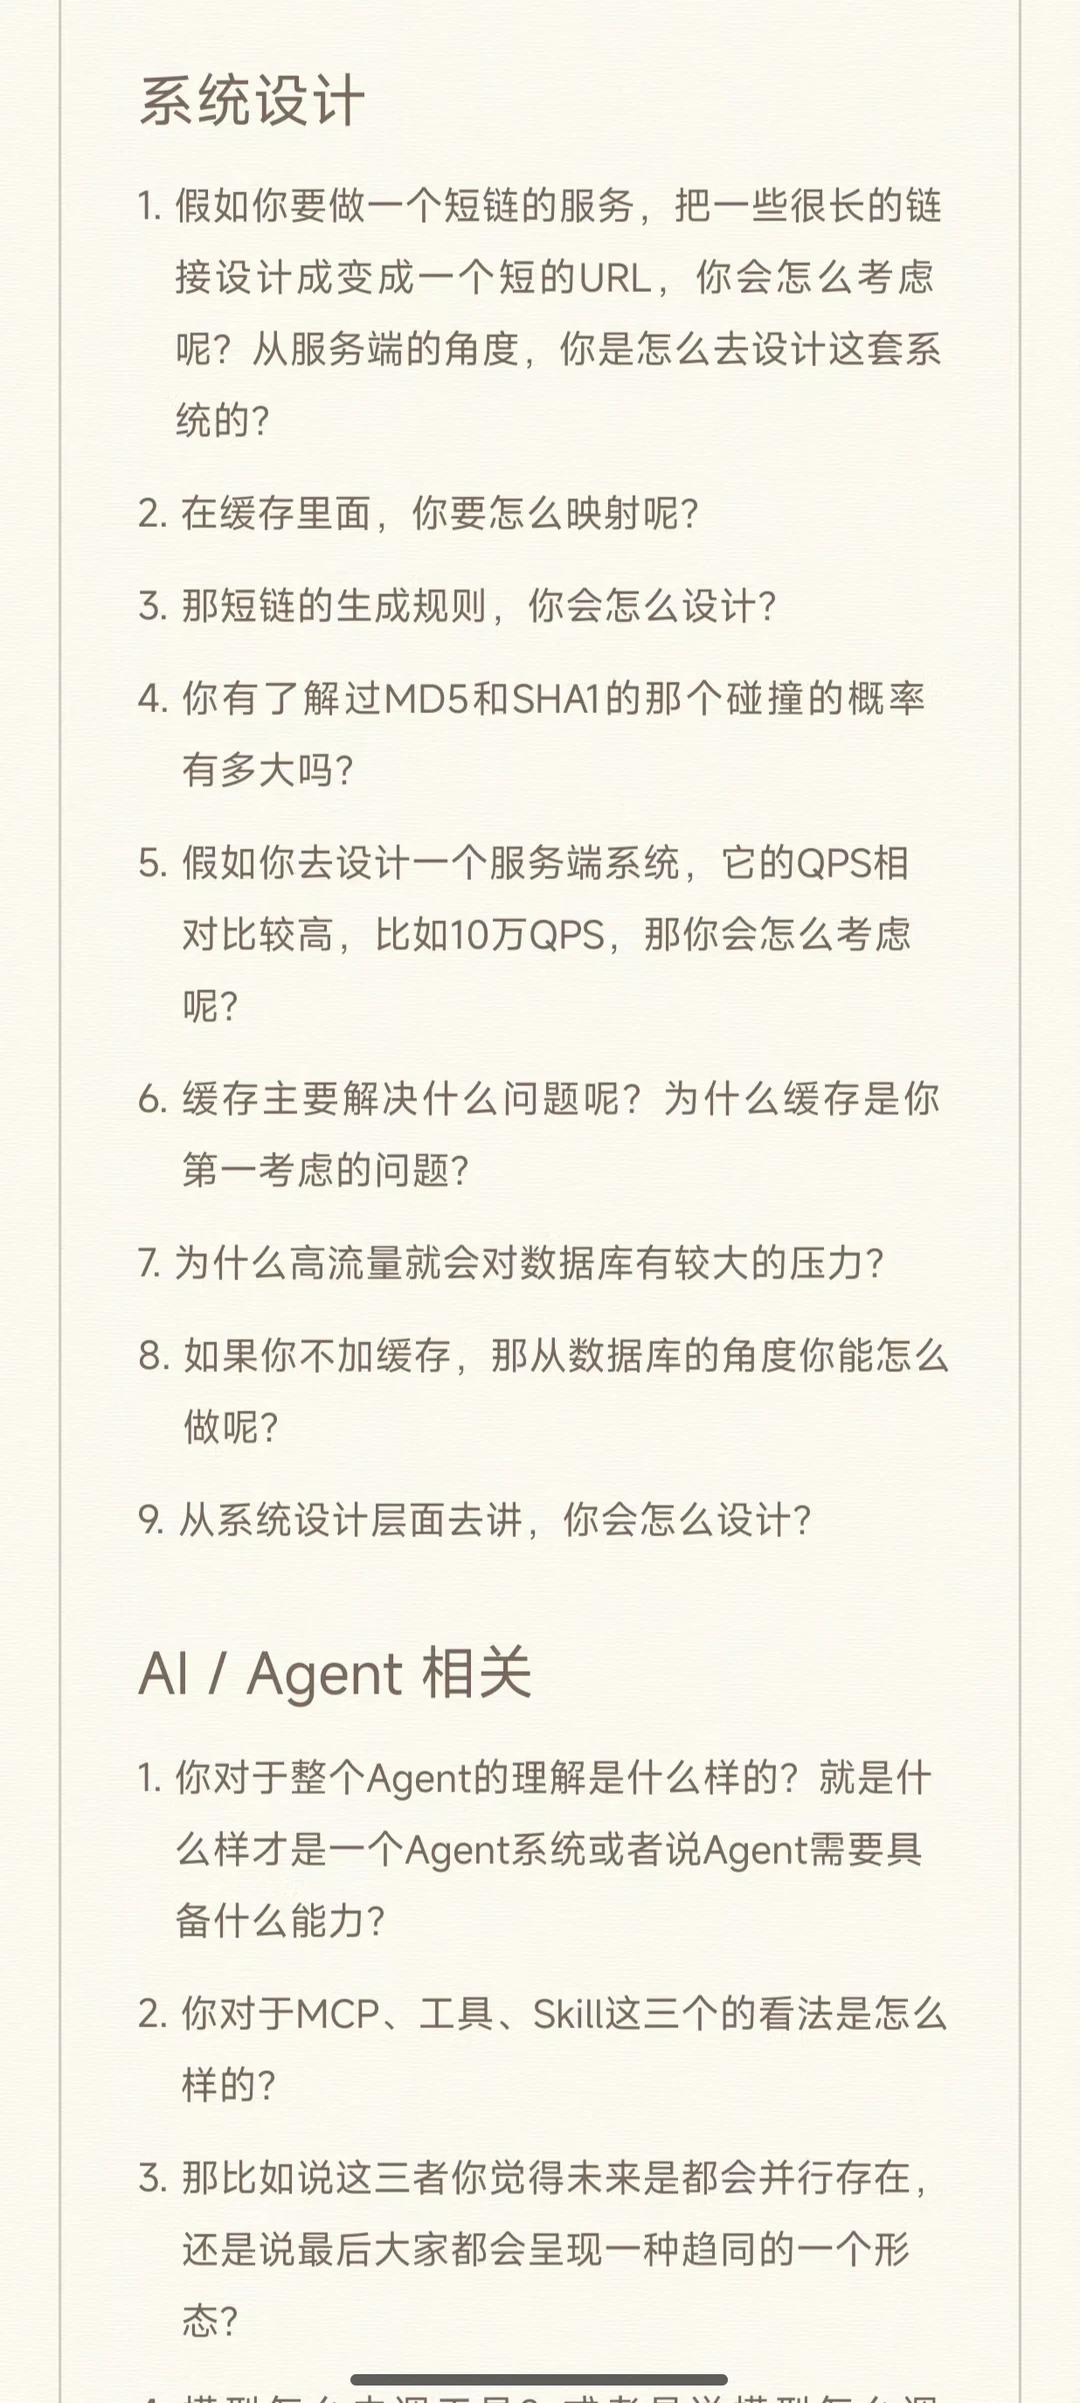 系统设计
1. 假如你要做一个短链的服务，把一些很长的链
接设计成变成一个短的URL，你会怎么考虑
呢？从服务端的角度，你是怎么去设计这套系
统的？
2. 在缓存里面，你要怎么映射呢？
3. 那短链的生成规则，你会怎么设计？
4. 你有了解过MD5和SHA1的那个碰撞的概率
有多大吗？
5. 假如你去设计一个服务端系统，它的QPS相
对比较高，比如10万QPS，那你会怎么考虑
呢？
6. 缓存主要解决什么问题呢？为什么缓存是你
第一考虑的问题？
7. 为什么高流量就会对数据库有较大的压力？
8. 如果你不加缓存，那从数据库的角度你能怎么
做呢？
9. 从系统设计层面去讲，你会怎么设计？
AI / Agent 相关
1. 你对于整个Agent的理解是什么样的？就是什
么样才是一个Agent系统或者说Agent需要具
备什么能力？
2. 你对于MCP、工具、Skill这三个的看法是怎么
样的？
3. 那比如说这三者你觉得未来是都会并行存在，
还是说最后大家都会呈现一种趋同的一个形
态？